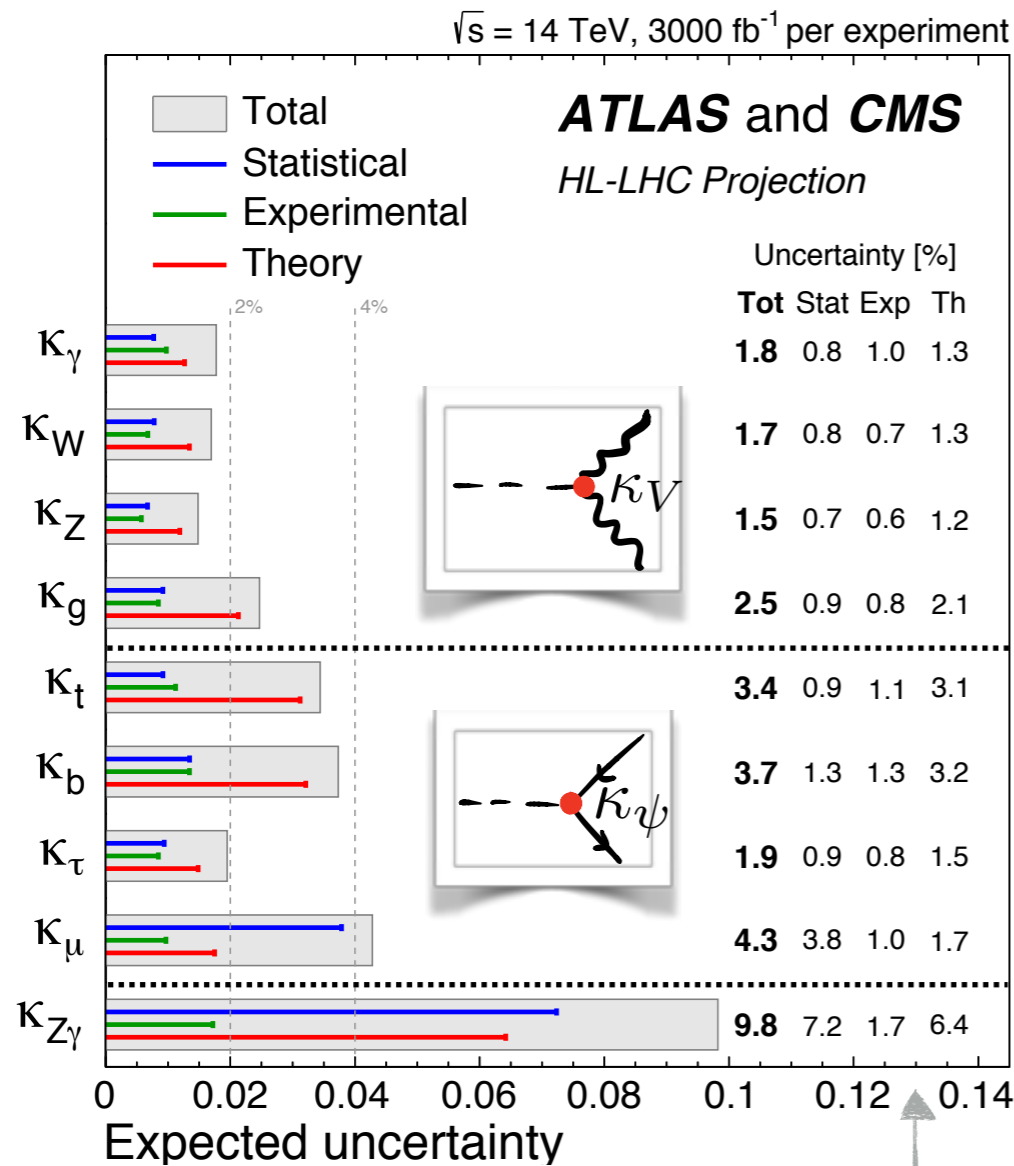 √s = 14 TeV, 3000 fb⁻¹ per experiment
Total
Statistical
Experimental
Theory
ATLAS and CMS
HL-LHC Projection
Uncertainty [%]
Tot Stat Exp Th
2% 4%
κγ 1.8 0.8 1.0 1.3
κW 1.7 0.8 0.7 1.3
κZ 1.5 0.7 0.6 1.2
κg 2.5 0.9 0.8 2.1
κt 3.4 0.9 1.1 3.1
κb 3.7 1.3 1.3 3.2
κτ 1.9 0.9 0.8 1.5
κμ 4.3 3.8 1.0 1.7
κZγ 9.8 7.2 1.7 6.4
κV
κψ
0 0.02 0.04 0.06 0.08 0.1 0.12 0.14
Expected uncertainty